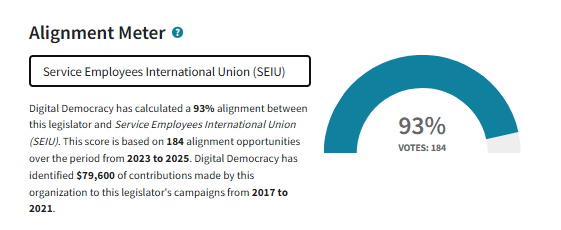 Alignment Meter ?
Service Employees International Union (SEIU)
Digital Democracy has calculated a 93% alignment between
this legislator and Service Employees International Union
(SEIU). This score is based on 184 alignment opportunities
over the period from 2023 to 2025. Digital Democracy has
identified $79,600 of contributions made by this
organization to this legislator's campaigns from 2017 to
2021.
93%
VOTES: 184